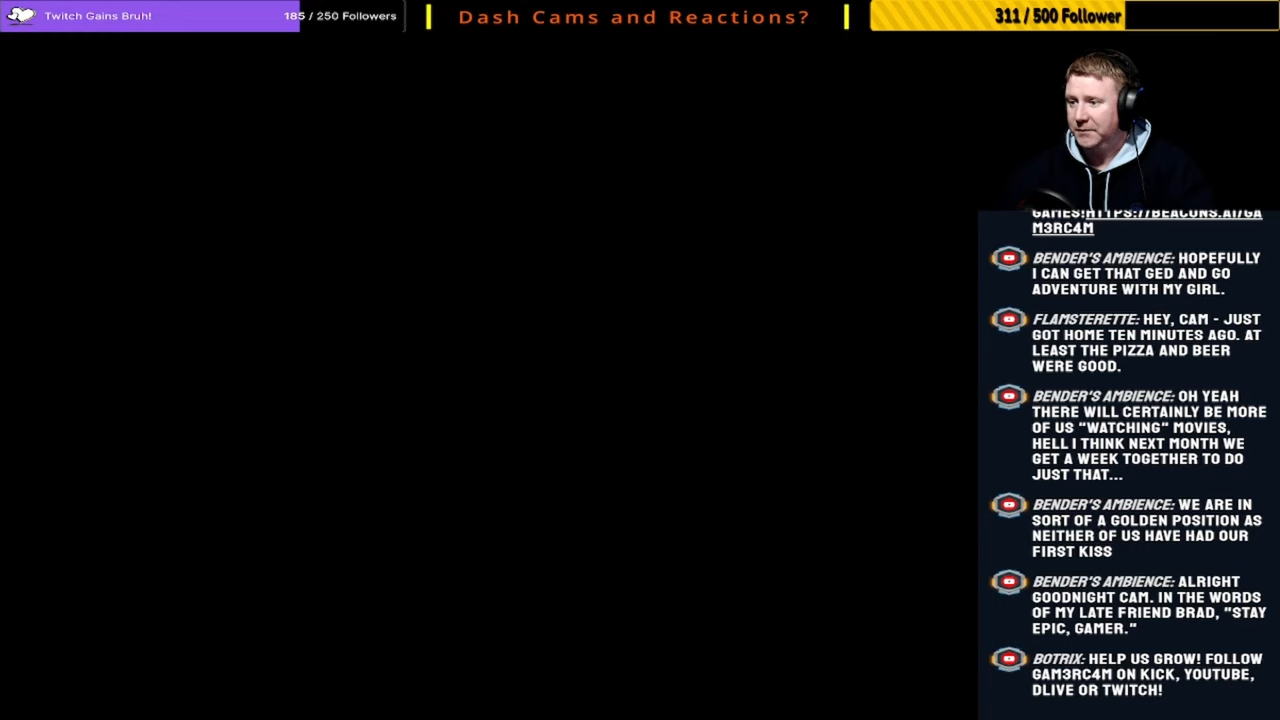 Twitch Gains Bruh!
185 / 250 Followers
Dash Cams and Reactions?
311 / 500 Follower
GAMES!HTTPS://BEACONS.AI/GA
M3RC4M
BENDER'S AMBIENCE: HOPEFULLY
I CAN GET THAT GED AND GO
ADVENTURE WITH MY GIRL.
FLAMSTERETTE: HEY, CAM - JUST
GOT HOME TEN MINUTES AGO. AT
LEAST THE PIZZA AND BEER
WERE GOOD.
BENDER'S AMBIENCE: OH YEAH
THERE WILL CERTAINLY BE MORE
OF US "WATCHING" MOVIES,
HELL I THINK NEXT MONTH WE
GET A WEEK TOGETHER TO DO
JUST THAT...
BENDER'S AMBIENCE: WE ARE IN
SORT OF A GOLDEN POSITION AS
NEITHER OF US HAVE HAD OUR
FIRST KISS
BENDER'S AMBIENCE: ALRIGHT
GOODNIGHT CAM. IN THE WORDS
OF MY LATE FRIEND BRAD, "STAY
EPIC, GAMER."
BOTRIX: HELP US GROW! FOLLOW
GAM3RC4M ON KICK, YOUTUBE,
DLIVE OR TWITCH!